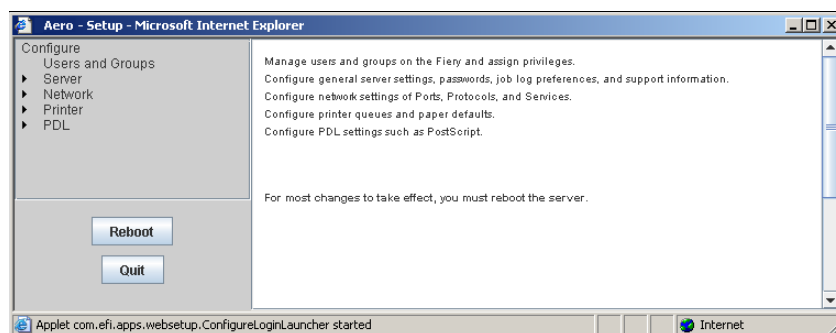 Aero - Setup - Microsoft Internet Explorer
Configure
Users and Groups
Server
Network
Printer
PDL
Manage users and groups on the Fiery and assign privileges.
Configure general server settings, passwords, job log preferences, and support information.
Configure network settings of Ports, Protocols, and Services.
Configure printer queues and paper defaults.
Configure PDL settings such as PostScript.
For most changes to take effect, you must reboot the server.
Reboot
Quit
Applet com.efi.apps.websetup.ConfigureLoginLauncher started
Internet